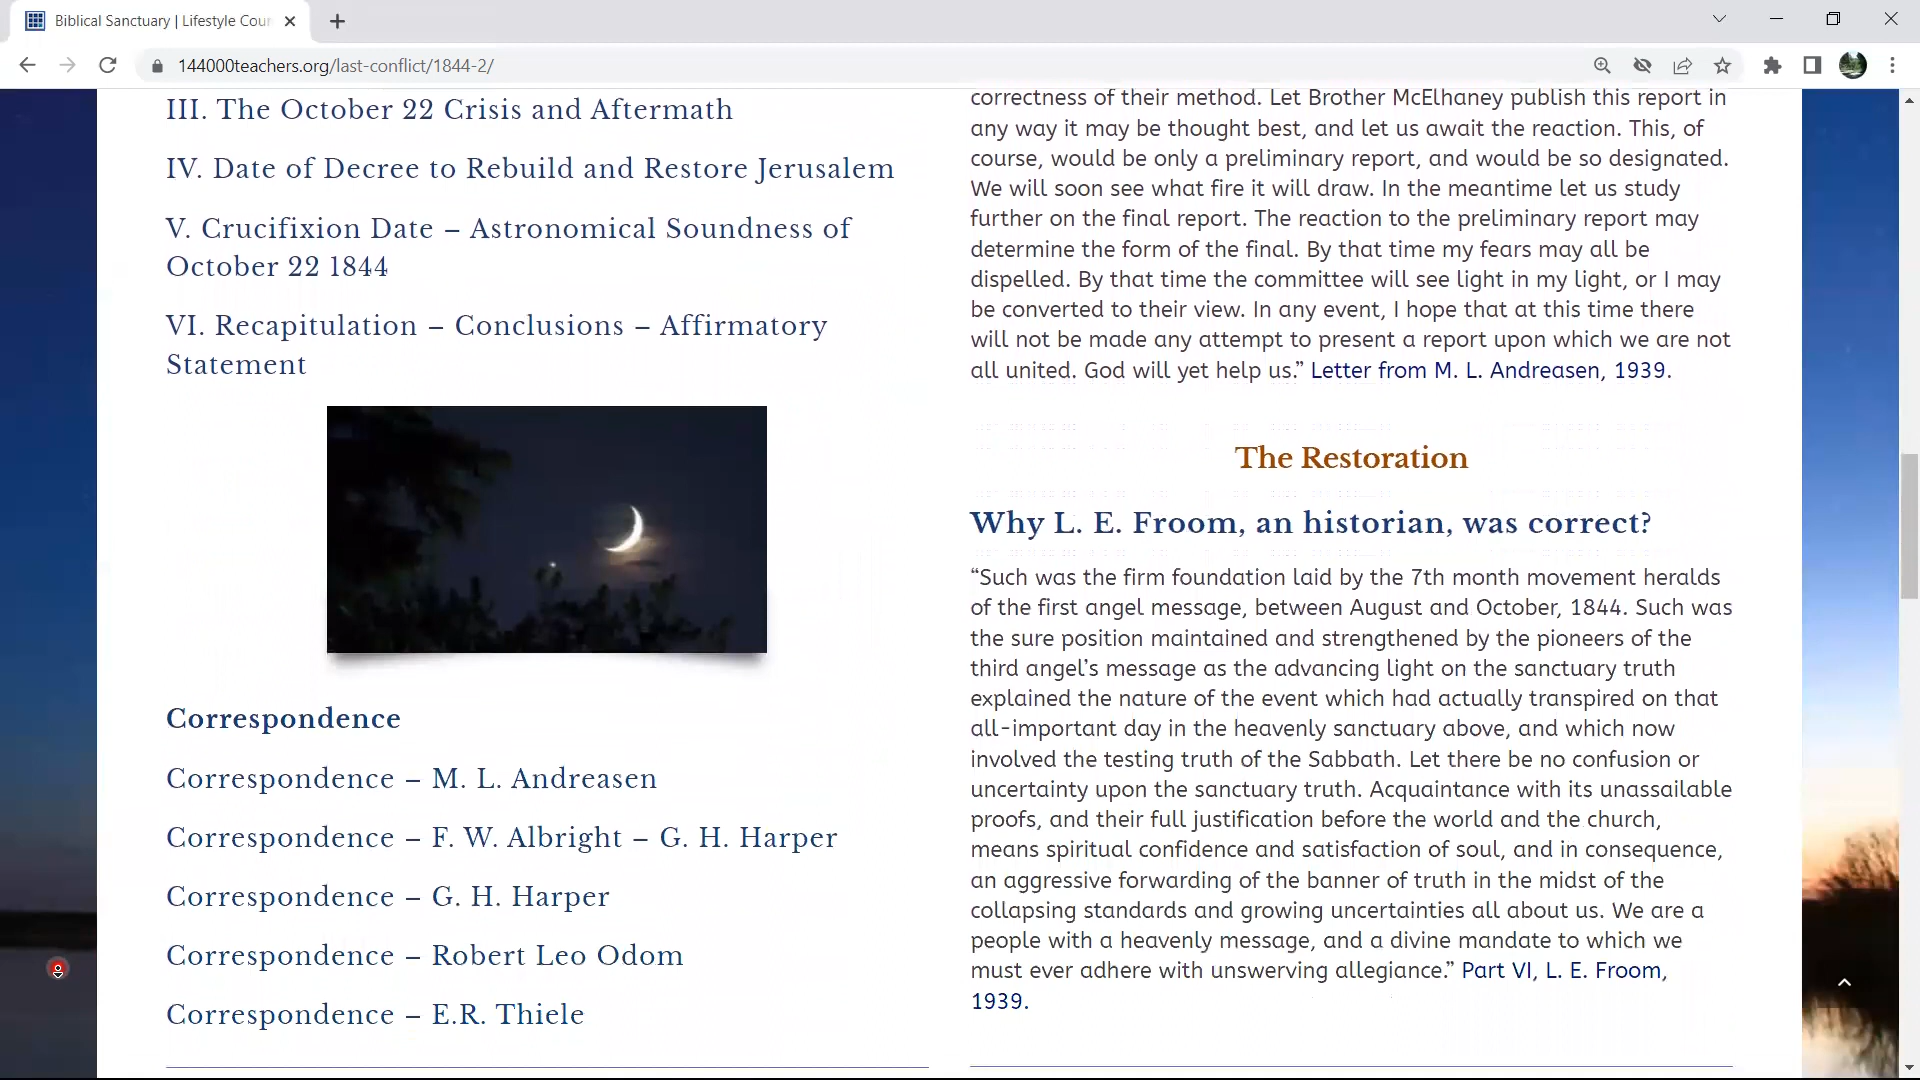 Biblical Sanctuary | Lifestyle Coun
144000teachers.org/last-conflict/1844-2/
III. The October 22 Crisis and Aftermath
IV. Date of Decree to Rebuild and Restore Jerusalem
V. Crucifixion Date – Astronomical Soundness of
October 22 1844
VI. Recapitulation – Conclusions – Affirmatory
Statement
Correspondence
Correspondence – M. L. Andreasen
Correspondence – F. W. Albright – G. H. Harper
Correspondence – G. H. Harper
Correspondence – Robert Leo Odom
Correspondence – E.R. Thiele
correctness of their method. Let Brother McElhaney publish this report in
any way it may be thought best, and let us await the reaction. This, of
course, would be only a preliminary report, and would be so designated.
We will soon see what fire it will draw. In the meantime let us study
further on the final report. The reaction to the preliminary report may
determine the form of the final. By that time my fears may all be
dispelled. By that time the committee will see light in my light, or I may
be converted to their view. In any event, I hope that at this time there
will not be made any attempt to present a report upon which we are not
all united. God will yet help us.” Letter from M. L. Andreasen, 1939.
The Restoration
Why L. E. Froom, an historian, was correct?
“Such was the firm foundation laid by the 7th month movement heralds
of the first angel message, between August and October, 1844. Such was
the sure position maintained and strengthened by the pioneers of the
third angel’s message as the advancing light on the sanctuary truth
explained the nature of the event which had actually transpired on that
all-important day in the heavenly sanctuary above, and which now
involved the testing truth of the Sabbath. Let there be no confusion or
uncertainty upon the sanctuary truth. Acquaintance with its unassailable
proofs, and their full justification before the world and the church,
means spiritual confidence and satisfaction of soul, and in consequence,
an aggressive forwarding of the banner of truth in the midst of the
collapsing standards and growing uncertainties all about us. We are a
people with a heavenly message, and a divine mandate to which we
must ever adhere with unswerving allegiance.” Part VI, L. E. Froom,
1939.